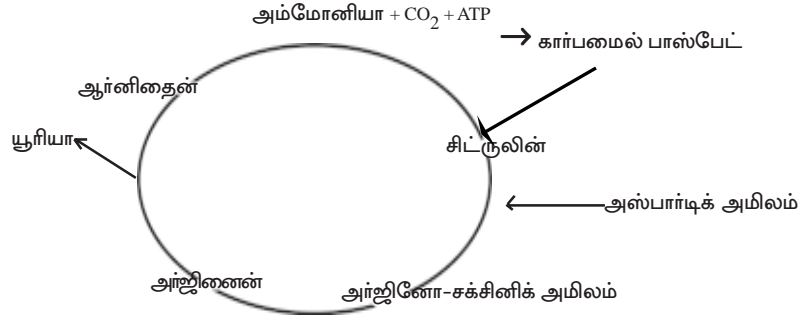 அம்மோனியா + CO2 + ATP
கார்பமைல் பாஸ்பேட்
ஆர்னிதைன்
யூரியா
சிட்ருலின்
அஸ்பார்டிக் அமிலம்
அர்ஜினைன்
அர்ஜினோ-சக்சினிக் அமிலம்